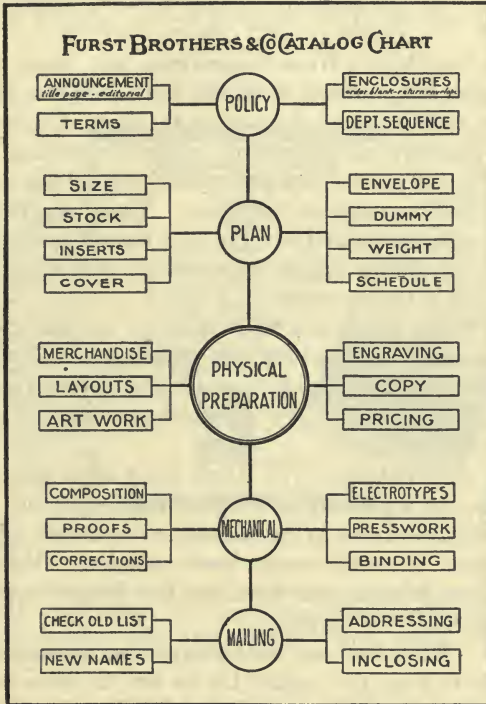 FURST BROTHERS & CO CATALOG CHART
ANNOUNCEMENT
title page - editorial
TERMS
POLICY
ENCLOSURES
order blank-return envelope
DEPT. SEQUENCE
SIZE
STOCK
INSERTS
COVER
PLAN
ENVELOPE
DUMMY
WEIGHT
SCHEDULE
MERCHANDISE
LAYOUTS
ART WORK
PHYSICAL
PREPARATION
ENGRAVING
COPY
PRICING
COMPOSITION
PROOFS
CORRECTIONS
MECHANICAL
ELECTROTYPES
PRESSWORK
BINDING
CHECK OLD LIST
NEW NAMES
MAILING
ADDRESSING
INCLOSING